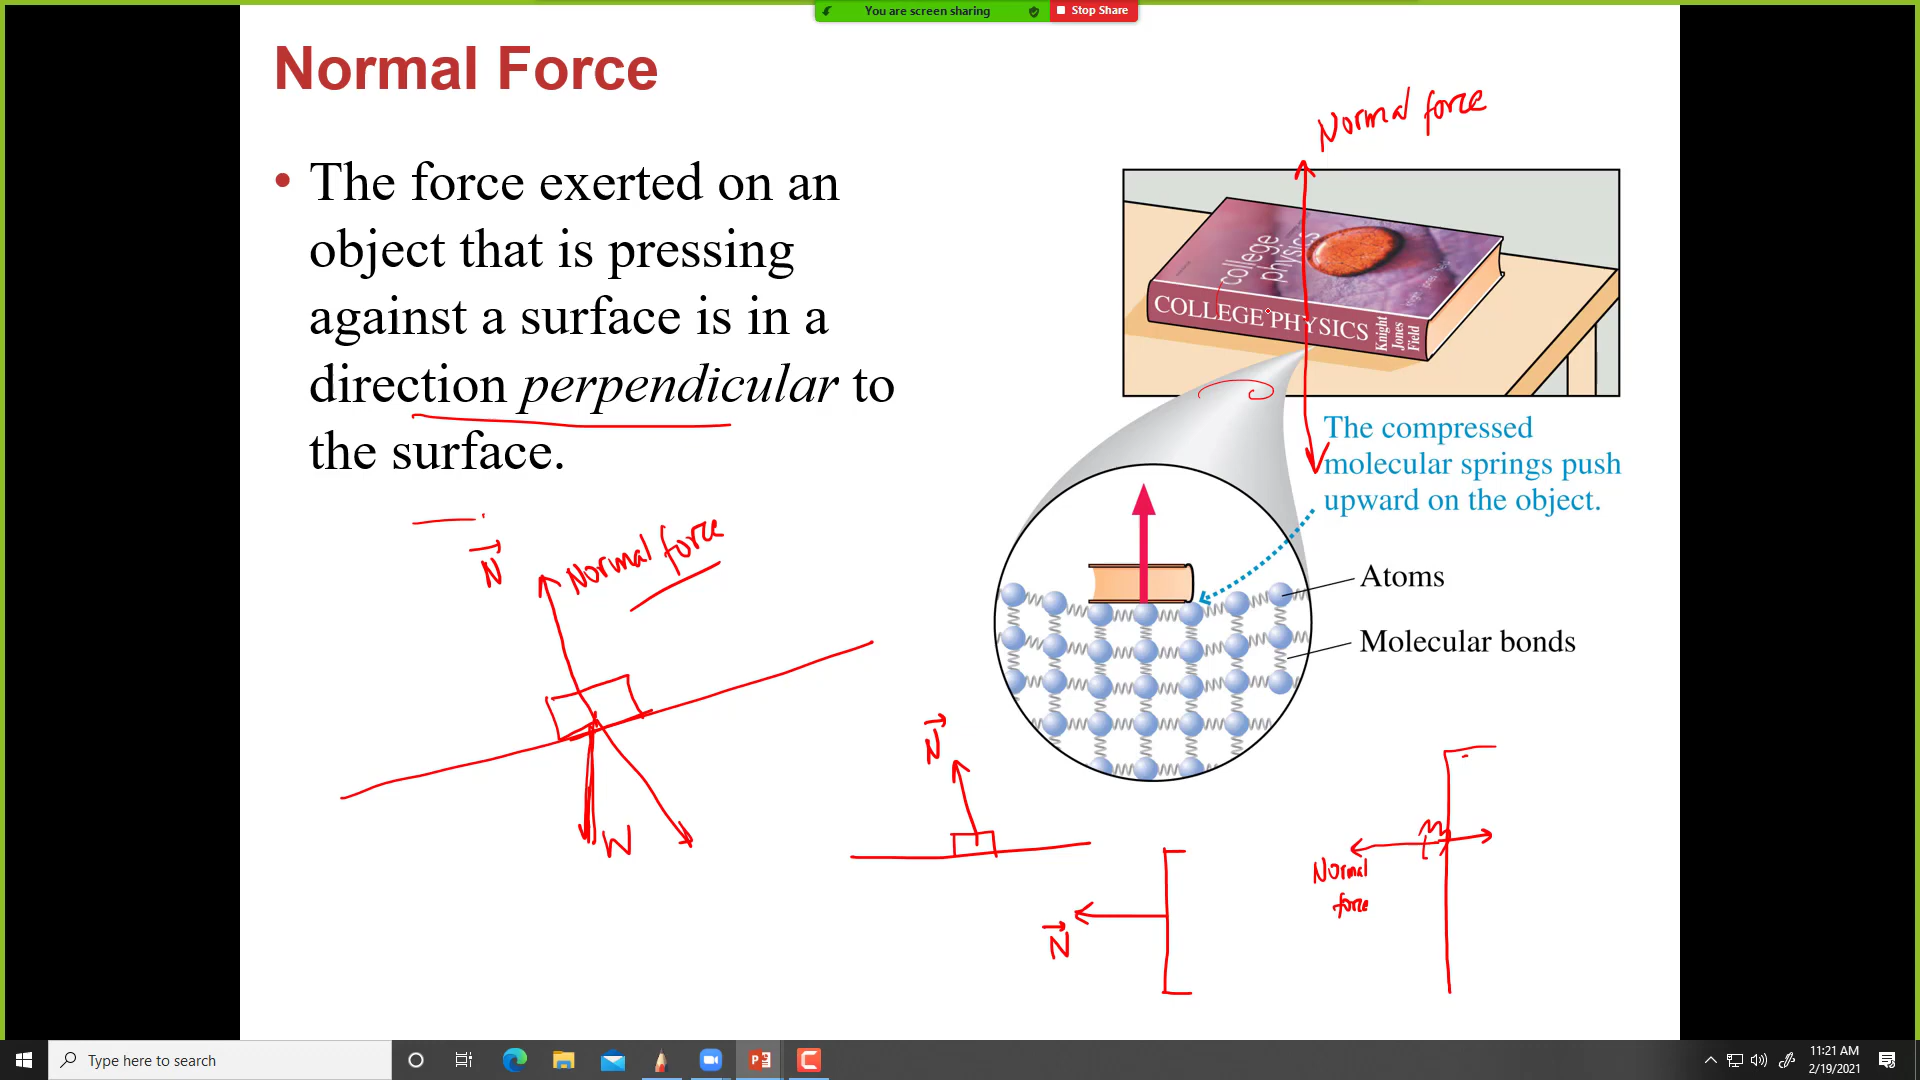 You are screen sharing
Stop Share
Normal Force
• The force exerted on an
object that is pressing
against a surface is in a
direction perpendicular to
the surface.
Normal force
college
physics
COLLEGE PHYSICS
Knight
Jones
Field
The compressed
molecular springs push
upward on the object.
Atoms
Molecular bonds
N
Normal force
W
N
N
Normal
force
Type here to search
11:21 AM
2/19/2021